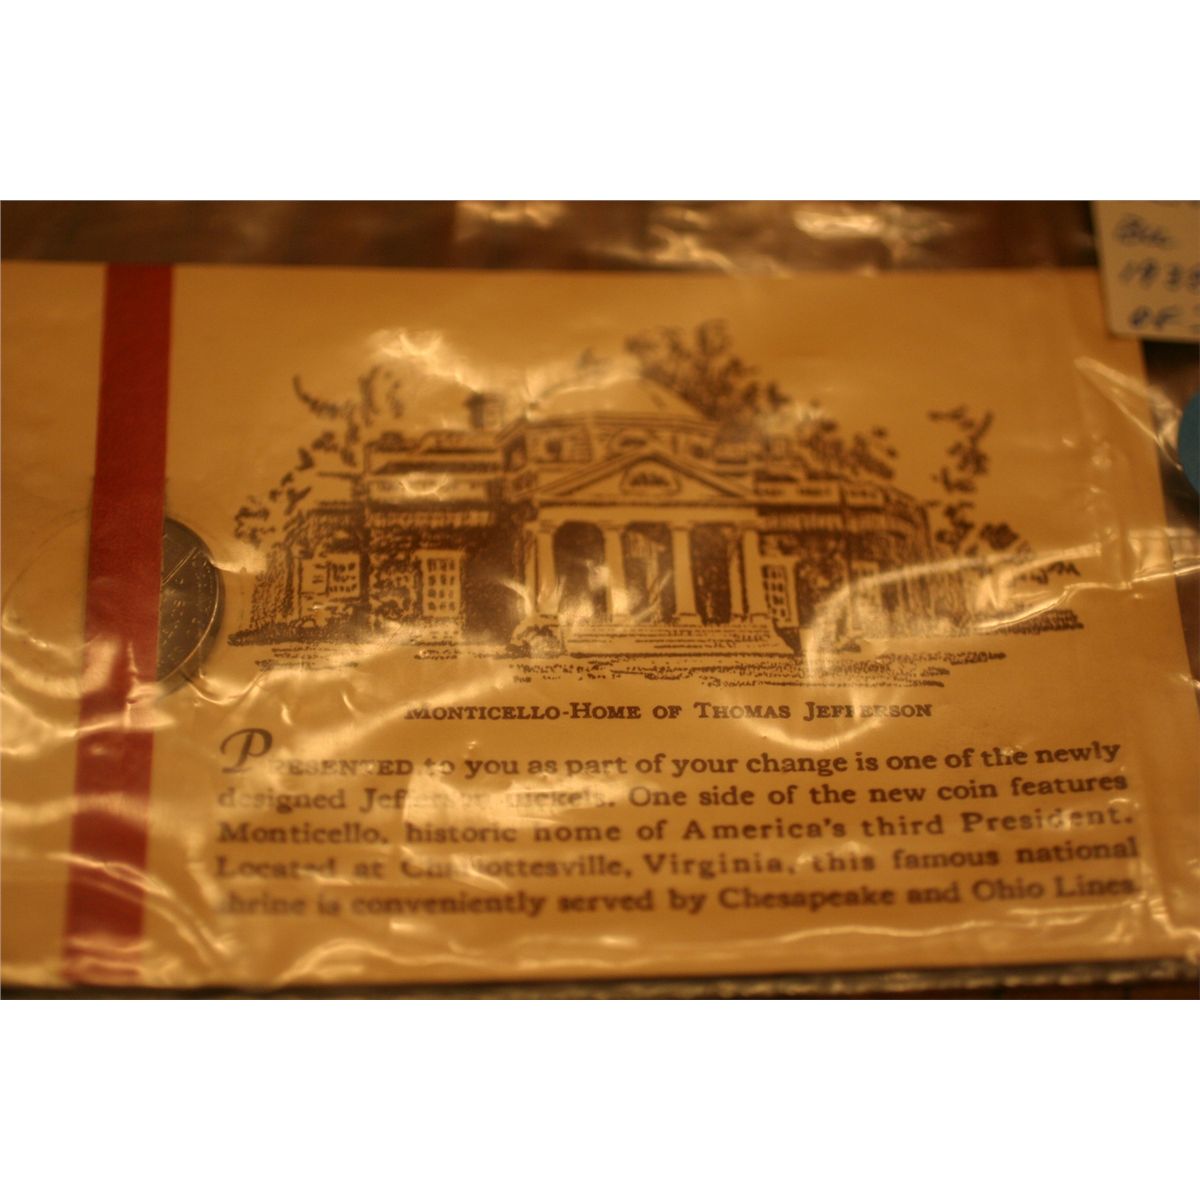 MONTICELLO-HOME OF THOMAS JEFFERSON
PRESENTED to you as part of your change is one of the newly
designed Jefferson nickels. One side of the new coin features
Monticello, historic home of America's third President.
Located at Charlottesville, Virginia, this famous national
shrine is conveniently served by Chesapeake and Ohio Lines.